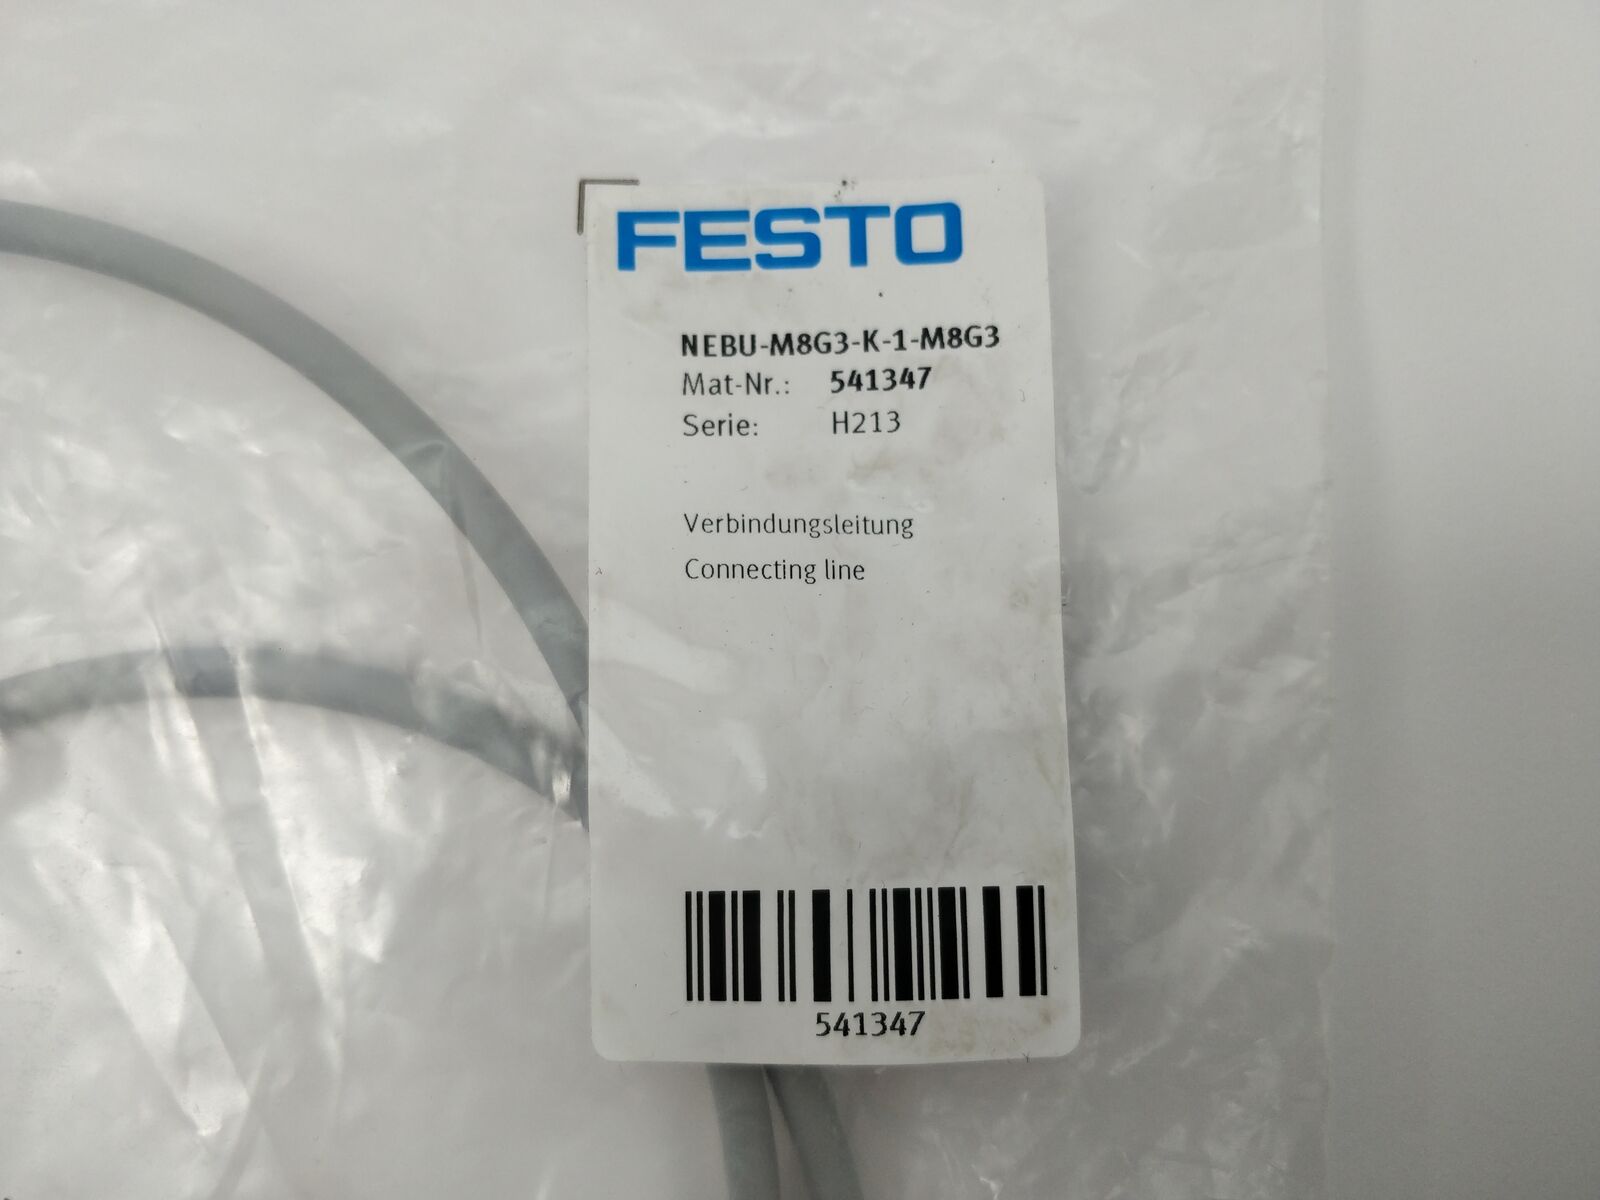 FESTO
NEBU-M8G3-K-1-M8G3
Mat-Nr.: 541347
Serie: H213
Verbindungsleitung
Connecting line
541347